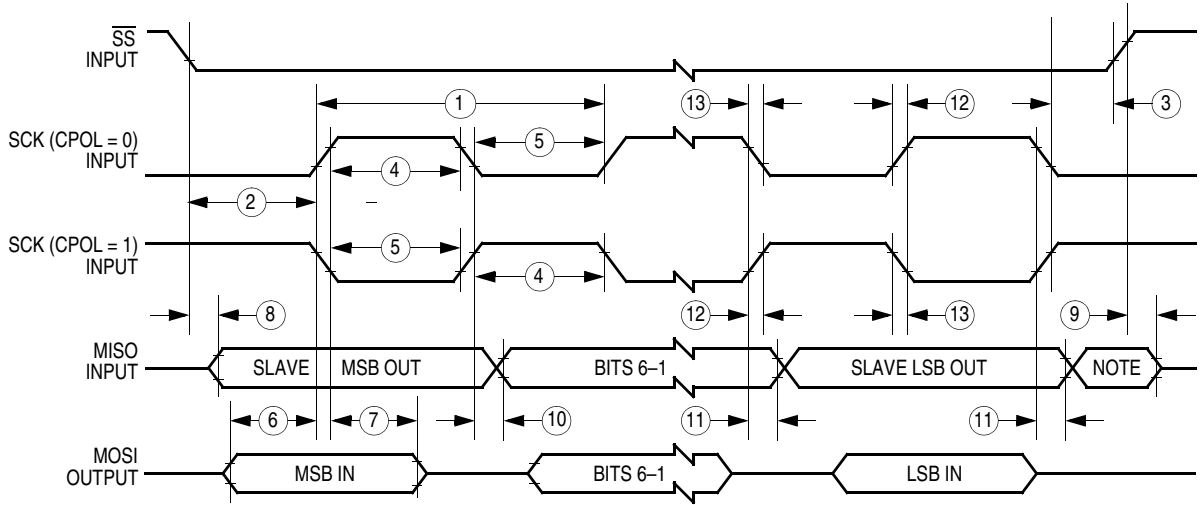 SS
INPUT
1
13
12
3
SCK (CPOL = 0)
INPUT
5
4
2
SCK (CPOL = 1)
INPUT
5
4
8
12
13
9
MISO
INPUT
SLAVE MSB OUT
BITS 6–1
SLAVE LSB OUT
NOTE
6
7
10
11
11
MOSI
OUTPUT
MSB IN
BITS 6–1
LSB IN